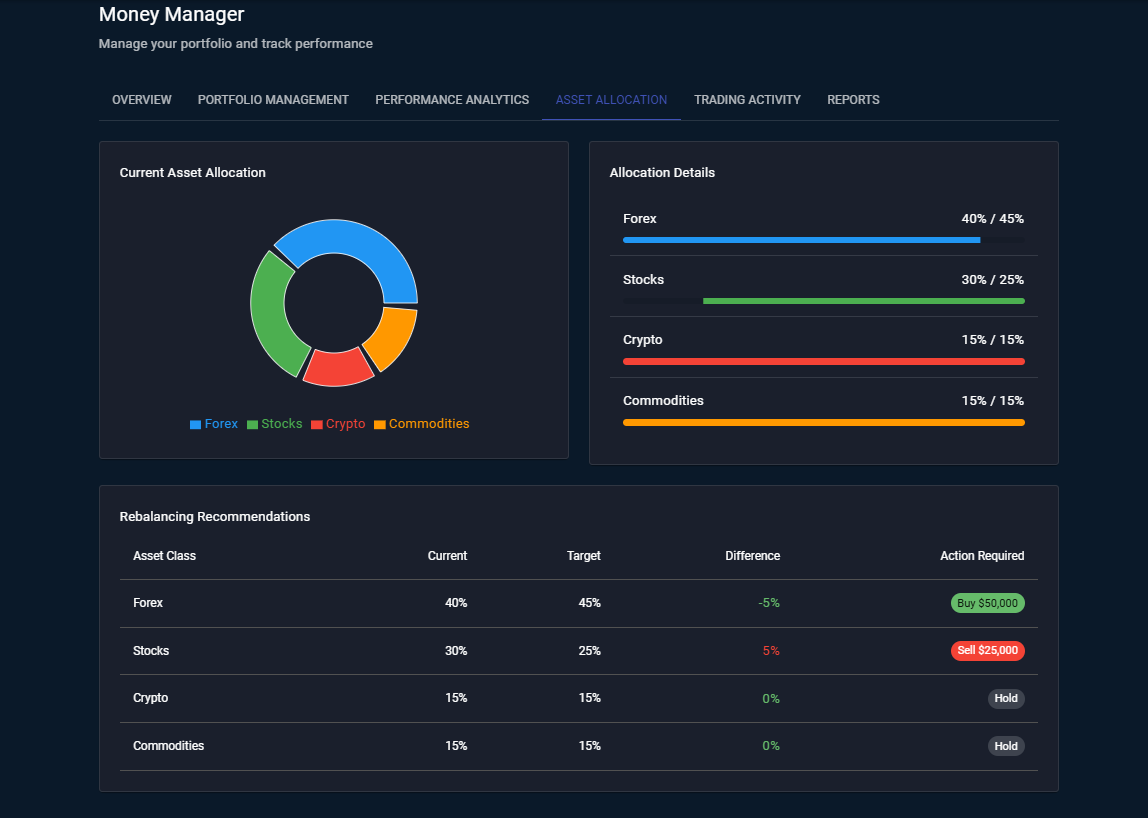 Money Manager
Manage your portfolio and track performance
OVERVIEW PORTFOLIO MANAGEMENT PERFORMANCE ANALYTICS ASSET ALLOCATION TRADING ACTIVITY REPORTS
Current Asset Allocation
Forex Stocks Crypto Commodities
Allocation Details
Forex 40% / 45%
Stocks 30% / 25%
Crypto 15% / 15%
Commodities 15% / 15%
Rebalancing Recommendations
Asset Class Current Target Difference Action Required
Forex 40% 45% -5% Buy $50,000
Stocks 30% 25% 5% Sell $25,000
Crypto 15% 15% 0% Hold
Commodities 15% 15% 0% Hold